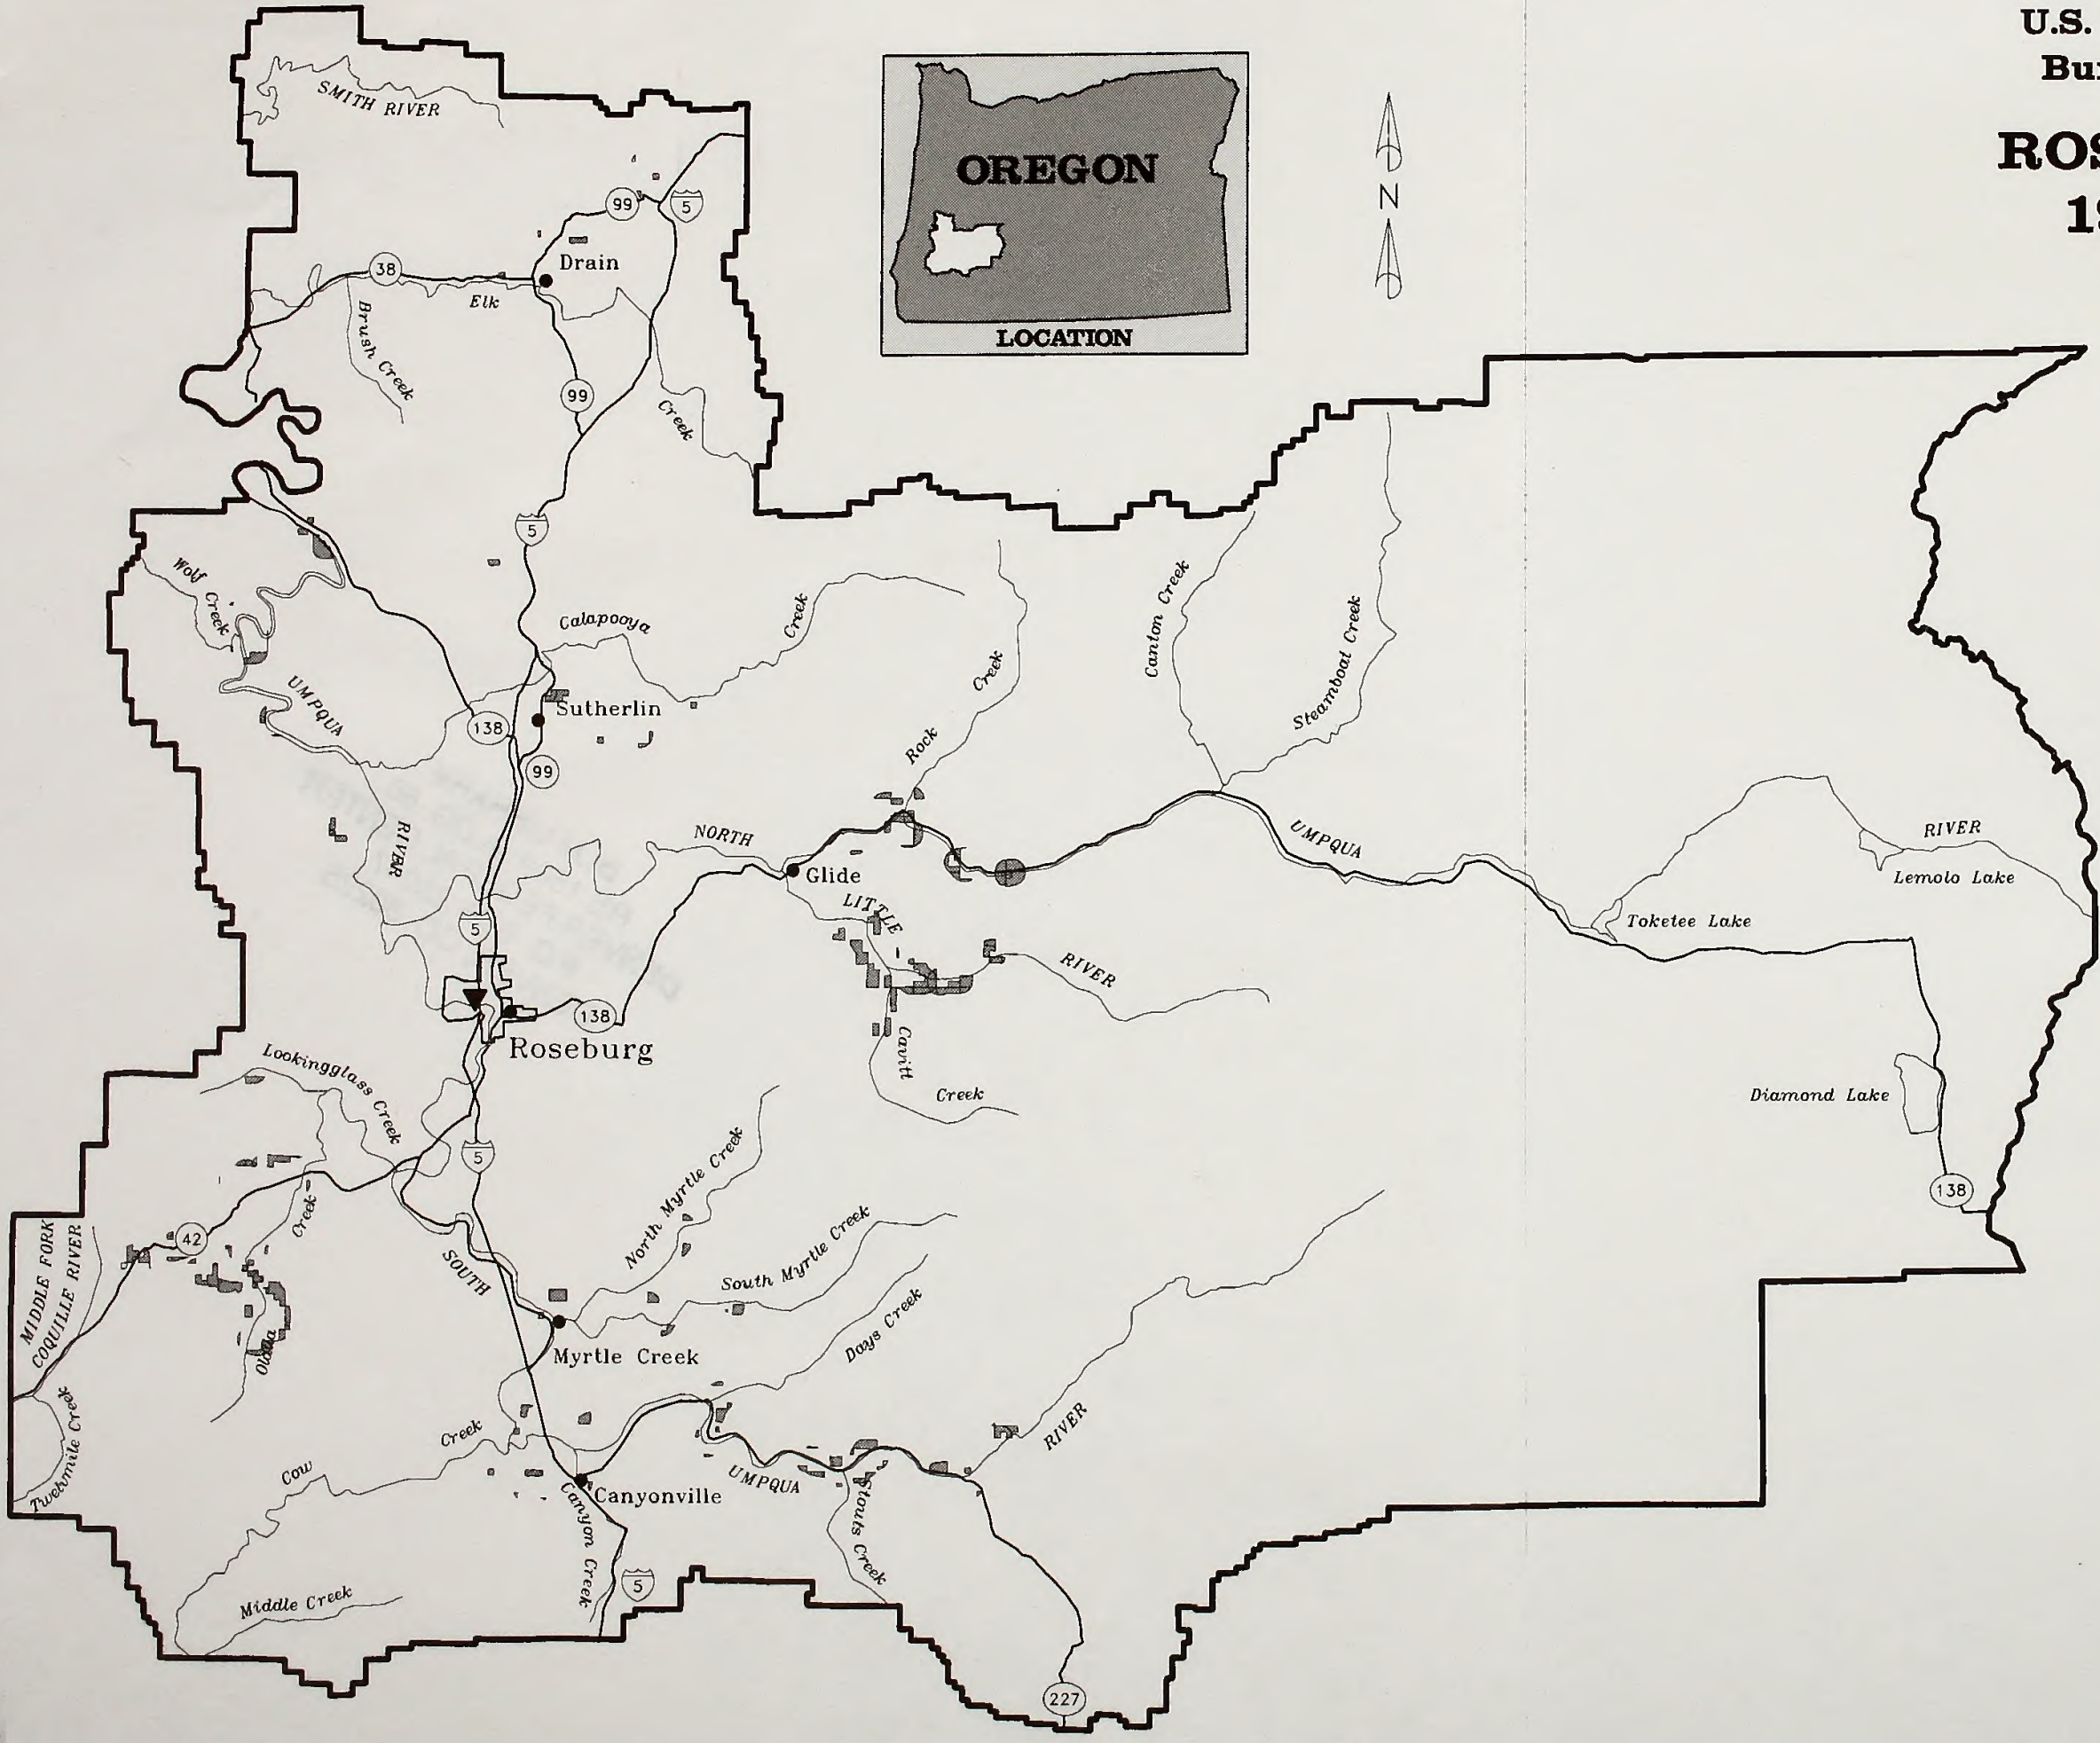 U.S.
SMITH RIVER
OREGON
99
5
N
38
Drain
Elk
LOCATION
Brush Creek
99
Creek
5
Wolf
Creek
Calapooya
Creek
Canton Creek
Steamboat Creek
Creek
UMPQUA
Sutherlin
138
Rock
99
RIVER
NORTH
UMPQUA
RIVER
Glide
Lemolo Lake
LITTLE
Toketee Lake
5
RIVER
138
Roseburg
Cavitt
Creek
Lookingglass Creek
Diamond Lake
5
North Myrtle Creek
138
Creek
South Myrtle Creek
42
MIDDLE FORK
COQUILLE RIVER
SOUTH
Days Creek
Olalla
Myrtle Creek
Twelvemile Creek
Creek
RIVER
Cow
UMPQUA
Canyonville
Canyon Creek
Stouts Creek
5
Middle Creek
227